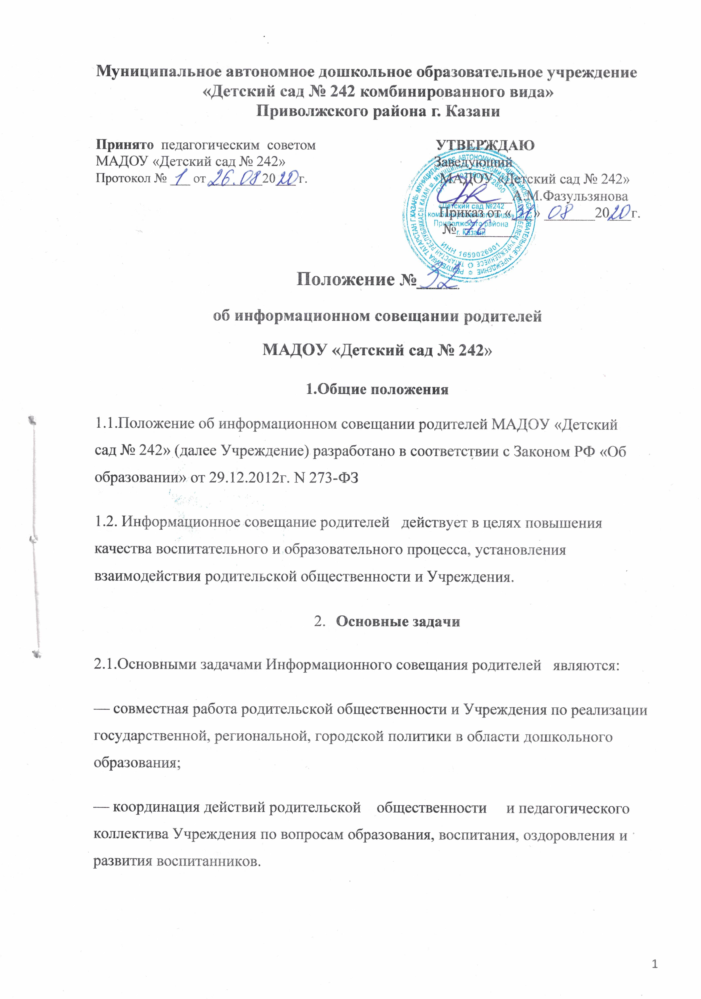 Муниципальное автономное дошкольное образовательное учреждение
«Детский сад № 242 комбинированного вида»
Приволжского района г. Казани
Принято педагогическим советом
МАДОУ «Детский сад № 242»
Протокол № 1 от 26.08 2020г.
УТВЕРЖДАЮ
Заведующий
МАДОУ «Детский сад № 242»
А.М.Фазульзянова
Приказ от «31» 08 2020г.
№ 76
«Детский сад №242
комбинированного вида»
Приволжского района
г. Казани
ИНН 1659026901
Положение № 32
об информационном совещании родителей
МАДОУ «Детский сад № 242»
1.Общие положения
1.1.Положение об информационном совещании родителей МАДОУ «Детский
сад № 242» (далее Учреждение) разработано в соответствии с Законом РФ «Об
образовании» от 29.12.2012г. N 273-ФЗ
1.2. Информационное совещание родителей действует в целях повышения
качества воспитательного и образовательного процесса, установления
взаимодействия родительской общественности и Учреждения.
2. Основные задачи
2.1.Основными задачами Информационного совещания родителей являются:
— совместная работа родительской общественности и Учреждения по реализации
государственной, региональной, городской политики в области дошкольного
образования;
— координация действий родительской общественности и педагогического
коллектива Учреждения по вопросам образования, воспитания, оздоровления и
развития воспитанников.
1